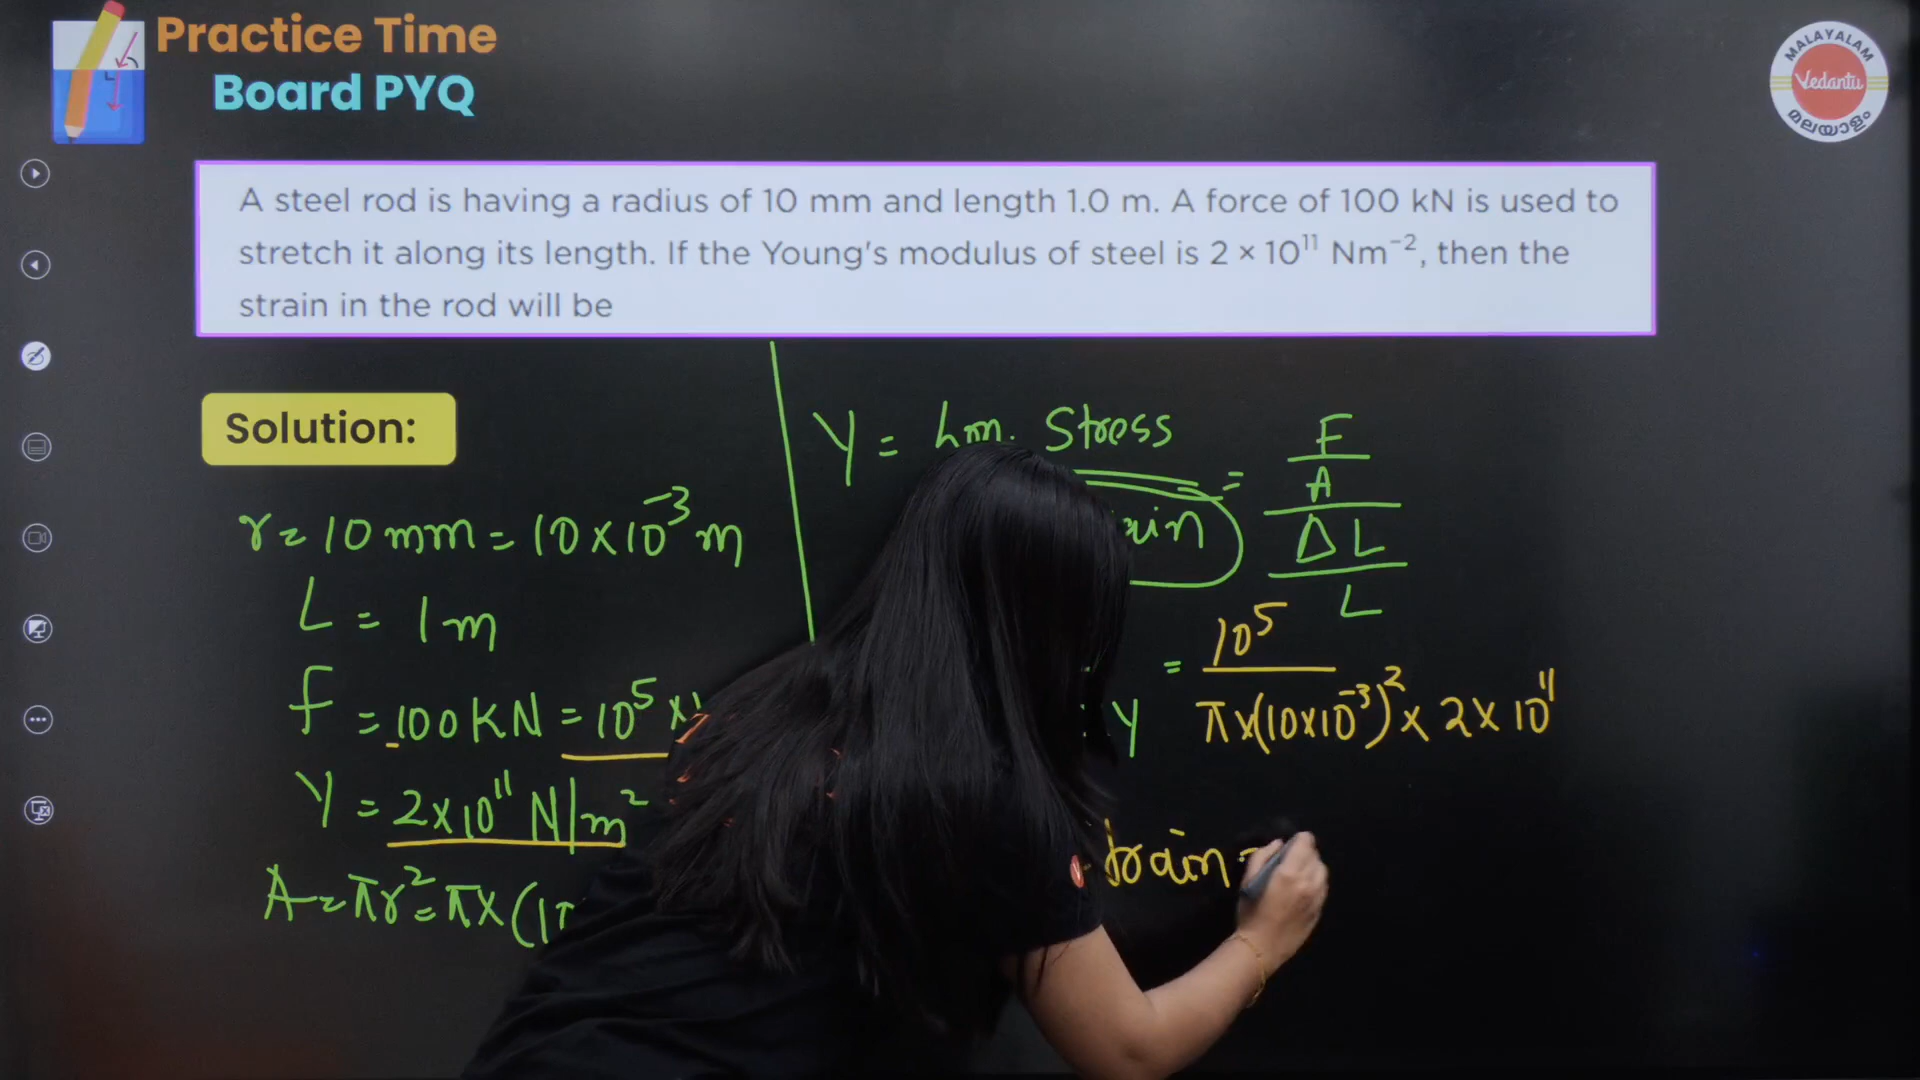 Practice Time
Board PYQ
MALAYALAM
Vedantu
മലയാളം
A steel rod is having a radius of 10 mm and length 1.0 m. A force of 100 kN is used to
stretch it along its length. If the Young's modulus of steel is 2 × 10¹¹ Nm⁻², then the
strain in the rod will be
Solution:
r = 10 mm = 10 × 10⁻³ m
L = 1 m
F = 100 KN = 10⁵ ×
Y = 2 × 10¹¹ N/m²
A = πr² = π × (
Y = Stress
= F
A
ΔL
L
Y = 10⁵
π × (10 × 10⁻³)² × 2 × 10¹¹